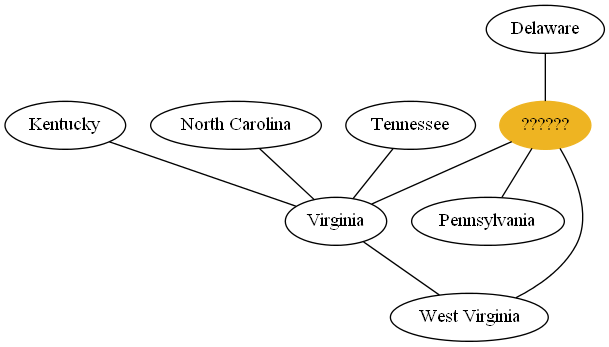 Delaware
Kentucky
North Carolina
Tennessee
??????
Virginia
Pennsylvania
West Virginia